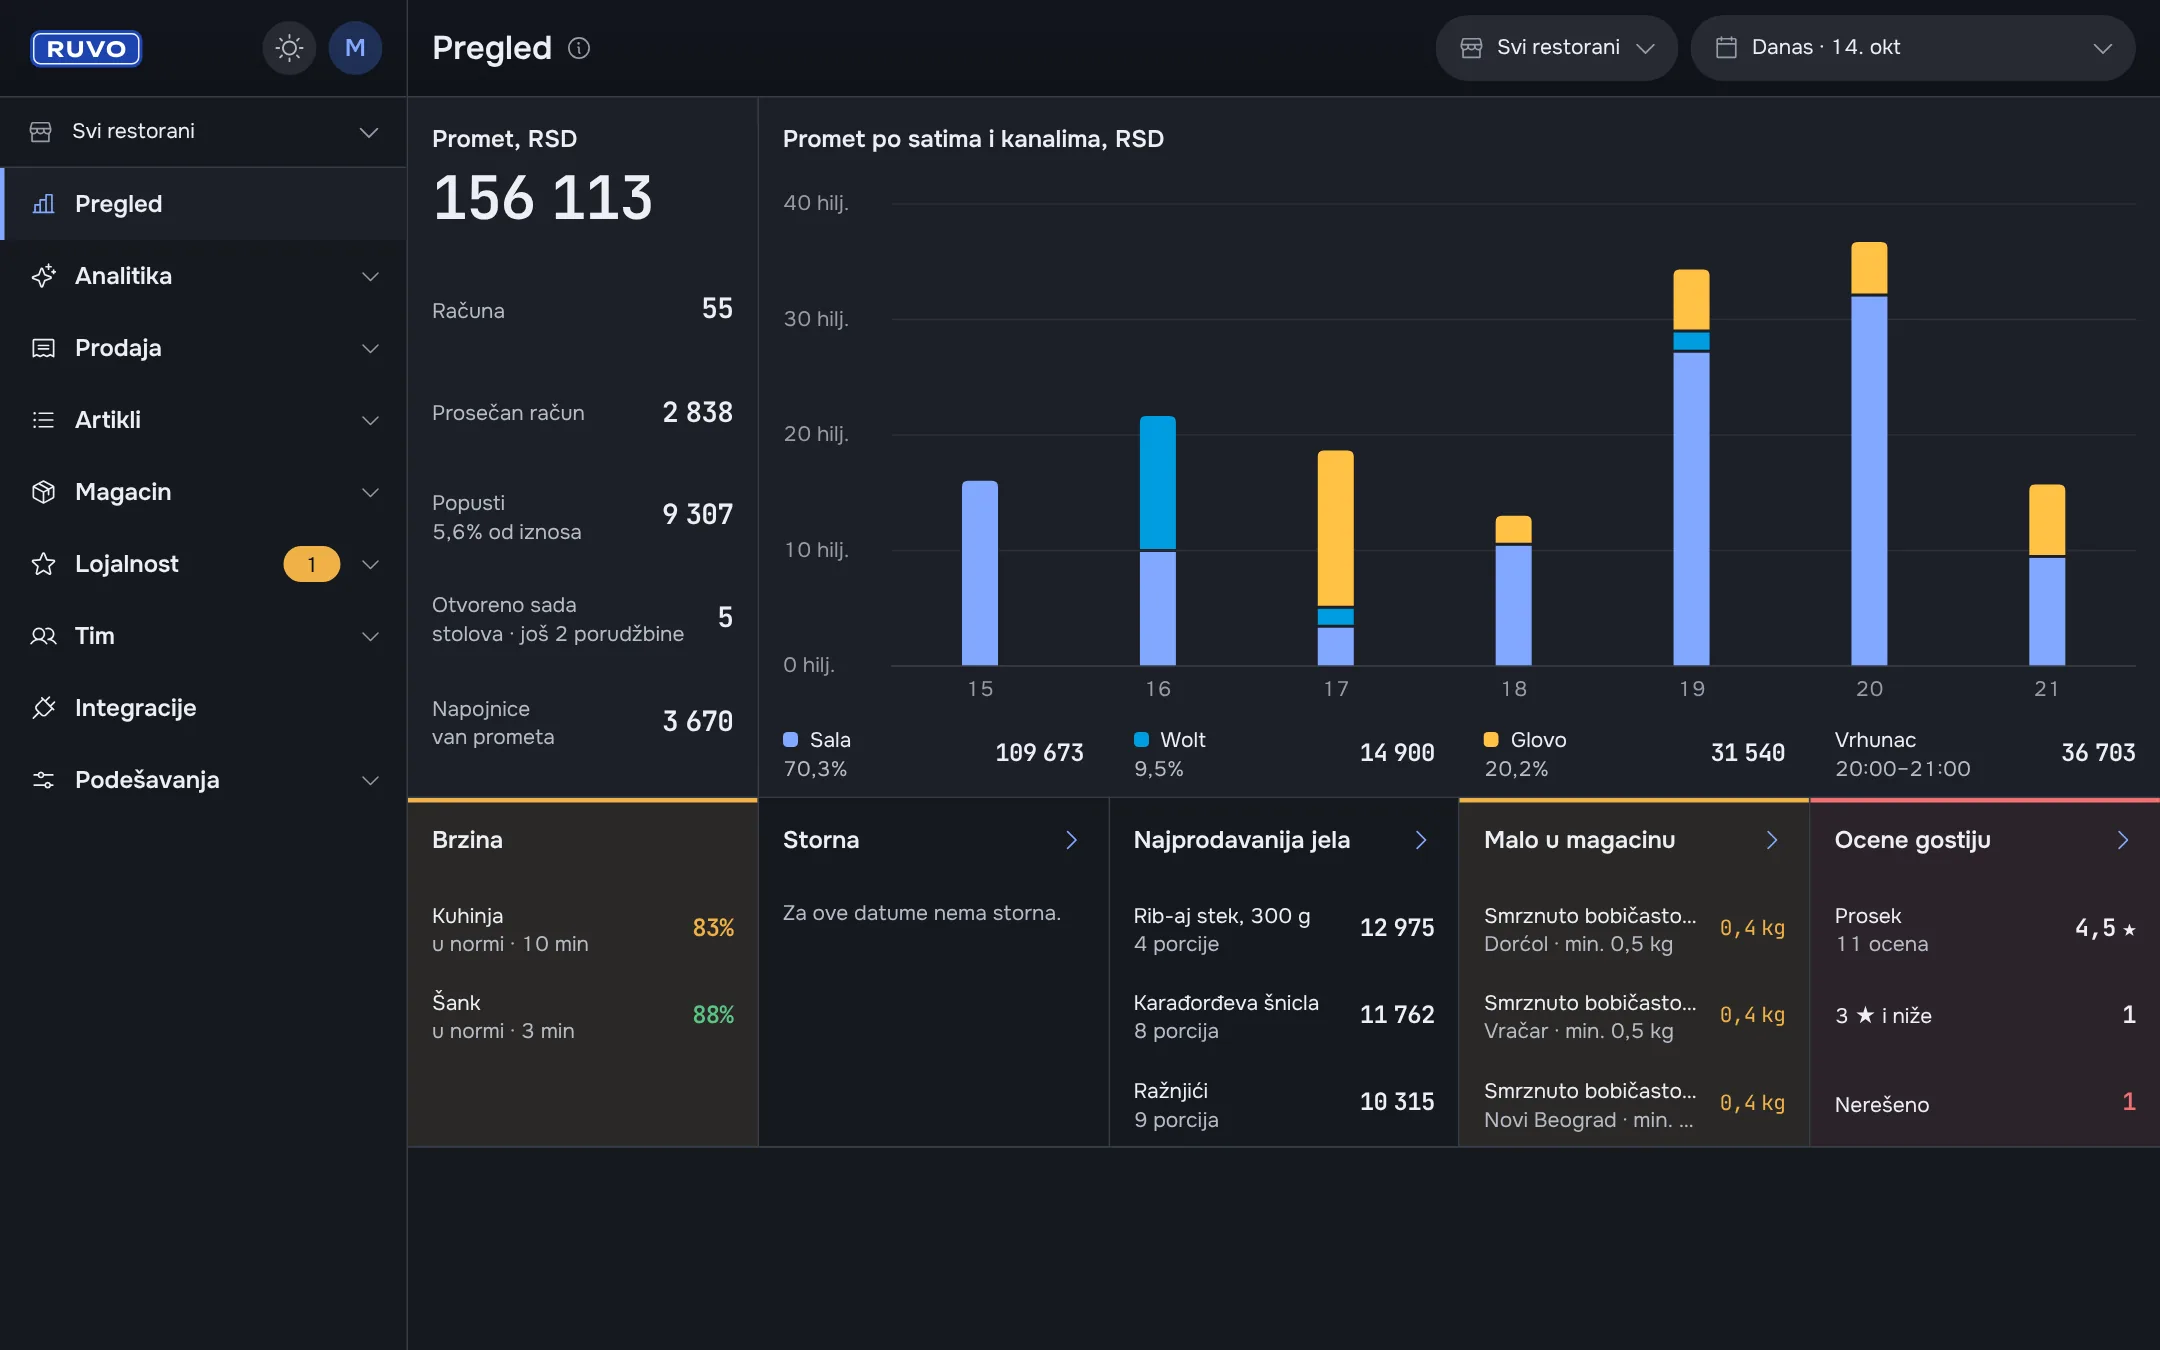 RUVO
M
Pregled
Svi restorani
Danas · 14. okt
Svi restorani
Pregled
Analitika
Prodaja
Artikli
Magacin
Lojalnost
1
Tim
Integracije
Podešavanja
Promet, RSD
156 113
Računa
55
Prosečan račun
2 838
Popusti
5,6% od iznosa
9 307
Otvoreno sada
stolova · još 2 porudžbine
5
Napojnice
van prometa
3 670
Promet po satima i kanalima, RSD
40 hilj.
30 hilj.
20 hilj.
10 hilj.
0 hilj.
15 16 17 18 19 20 21
Sala
70,3%
109 673
Wolt
9,5%
14 900
Glovo
20,2%
31 540
Vrhunac
20:00–21:00
36 703
Brzina
Kuhinja
u normi · 10 min
83%
Šank
u normi · 3 min
88%
Storna
Za ove datume nema storna.
Najprodavanija jela
Rib-aj stek, 300 g
4 porcije
12 975
Karađorđeva šnicla
8 porcija
11 762
Ražnjići
9 porcija
10 315
Malo u magacinu
Smrznuto bobičasto...
Dorćol · min. 0,5 kg
0,4 kg
Smrznuto bobičasto...
Vračar · min. 0,5 kg
0,4 kg
Smrznuto bobičasto...
Novi Beograd · min. ...
0,4 kg
Ocene gostiju
Prosek
11 ocena
4,5 ★
3 ★ i niže
1
Nerešeno
1